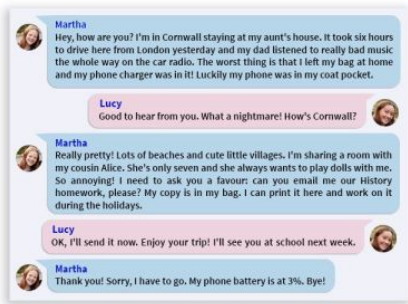 Martha
Hey, how are you? I'm in Cornwall staying at my aunt's house. It took six hours
to drive here from London yesterday and my dad listened to really bad music
the whole way on the car radio. The worst thing is that I left my bag at home
and my phone charger was in it! Luckily my phone was in my coat pocket.
Lucy
Good to hear from you. What a nightmare! How's Cornwall?
Martha
Really pretty! Lots of beaches and cute little villages. I'm sharing a room with
my cousin Alice. She's only seven and she always wants to play dolls with me.
So annoying! I need to ask you a favour: can you email me our History
homework, please? My copy is in my bag. I can print it here and work on it
during the holidays.
Lucy
OK, I'll send it now. Enjoy your trip! I'll see you at school next week.
Martha
Thank you! Sorry, I have to go. My phone battery is at 3%. Bye!